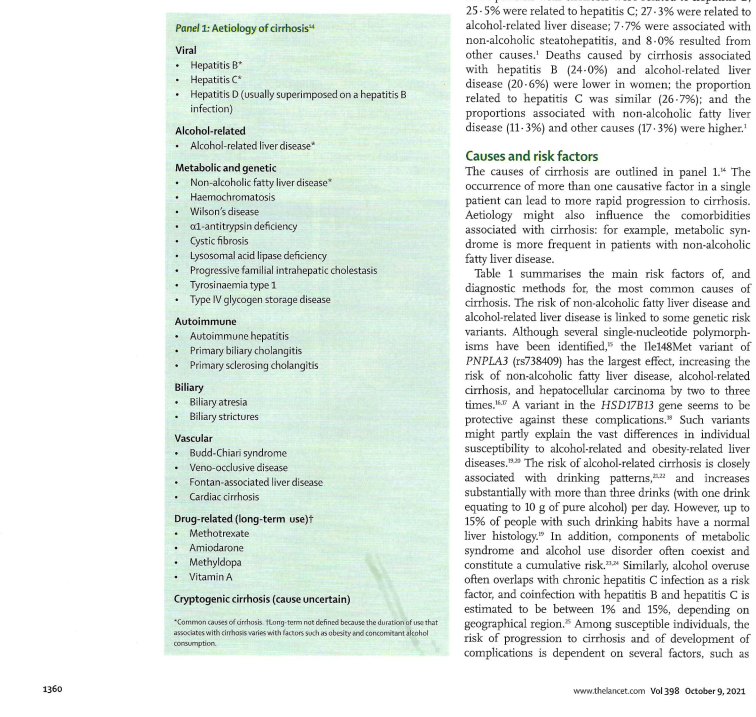 Panel 1: Aetiology of cirrhosis¹⁴
Viral
• Hepatitis B*
• Hepatitis C*
• Hepatitis D (usually superimposed on a hepatitis B
infection)
Alcohol-related
• Alcohol-related liver disease*
Metabolic and genetic
• Non-alcoholic fatty liver disease*
• Haemochromatosis
• Wilson's disease
• α1-antitrypsin deficiency
• Cystic fibrosis
• Lysosomal acid lipase deficiency
• Progressive familial intrahepatic cholestasis
• Tyrosinaemia type 1
• Type IV glycogen storage disease
Autoimmune
• Autoimmune hepatitis
• Primary biliary cholangitis
• Primary sclerosing cholangitis
Biliary
• Biliary atresia
• Biliary strictures
Vascular
• Budd-Chiari syndrome
• Veno-occlusive disease
• Fontan-associated liver disease
• Cardiac cirrhosis
Drug-related (long-term use)†
• Methotrexate
• Amiodarone
• Methyldopa
• Vitamin A
Cryptogenic cirrhosis (cause uncertain)
*Common causes of cirrhosis. †Long-term not defined because the duration of use that
associates with cirrhosis varies with factors such as obesity and concomitant alcohol
consumption.
25·5% were related to hepatitis C; 27·3% were related to
alcohol-related liver disease; 7·7% were associated with
non-alcoholic steatohepatitis, and 8·0% resulted from
other causes.¹ Deaths caused by cirrhosis associated
with hepatitis B (24·0%) and alcohol-related liver
disease (20·6%) were lower in women; the proportion
related to hepatitis C was similar (26·7%); and the
proportions associated with non-alcoholic fatty liver
disease (11·3%) and other causes (17·3%) were higher.¹
Causes and risk factors
The causes of cirrhosis are outlined in panel 1.¹⁴ The
occurrence of more than one causative factor in a single
patient can lead to more rapid progression to cirrhosis.
Aetiology might also influence the comorbidities
associated with cirrhosis: for example, metabolic syn-
drome is more frequent in patients with non-alcoholic
fatty liver disease.
Table 1 summarises the main risk factors of, and
diagnostic methods for, the most common causes of
cirrhosis. The risk of non-alcoholic fatty liver disease and
alcohol-related liver disease is linked to some genetic risk
variants. Although several single-nucleotide polymorph-
isms have been identified,¹⁵ the Ile148Met variant of
PNPLA3 (rs738409) has the largest effect, increasing the
risk of non-alcoholic fatty liver disease, alcohol-related
cirrhosis, and hepatocellular carcinoma by two to three
times.¹⁶,¹⁷ A variant in the HSD17B13 gene seems to be
protective against these complications.¹⁸ Such variants
might partly explain the vast differences in individual
susceptibility to alcohol-related and obesity-related liver
diseases.¹⁹,²⁰ The risk of alcohol-related cirrhosis is closely
associated with drinking patterns,²¹,²² and increases
substantially with more than three drinks (with one drink
equating to 10 g of pure alcohol) per day. However, up to
15% of people with such drinking habits have a normal
liver histology.¹⁹ In addition, components of metabolic
syndrome and alcohol use disorder often coexist and
constitute a cumulative risk.²³,²⁴ Similarly, alcohol overuse
often overlaps with chronic hepatitis C infection as a risk
factor, and coinfection with hepatitis B and hepatitis C is
estimated to be between 1% and 15%, depending on
geographical region.²⁵ Among susceptible individuals, the
risk of progression to cirrhosis and of development of
complications is dependent on several factors, such as
1360
www.thelancet.com Vol 398 October 9, 2021